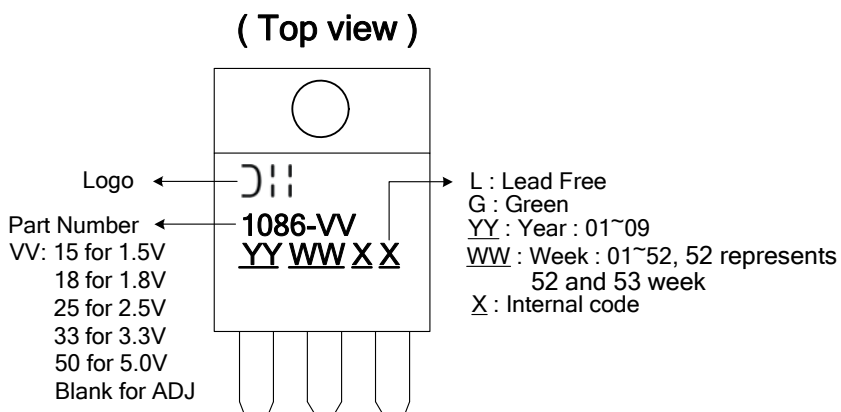 ( Top view )
Logo
Part Number
VV: 15 for 1.5V
18 for 1.8V
25 for 2.5V
33 for 3.3V
50 for 5.0V
Blank for ADJ
1086-VV
YY WW X X
L : Lead Free
G : Green
YY : Year : 01~09
WW : Week : 01~52, 52 represents
52 and 53 week
X : Internal code